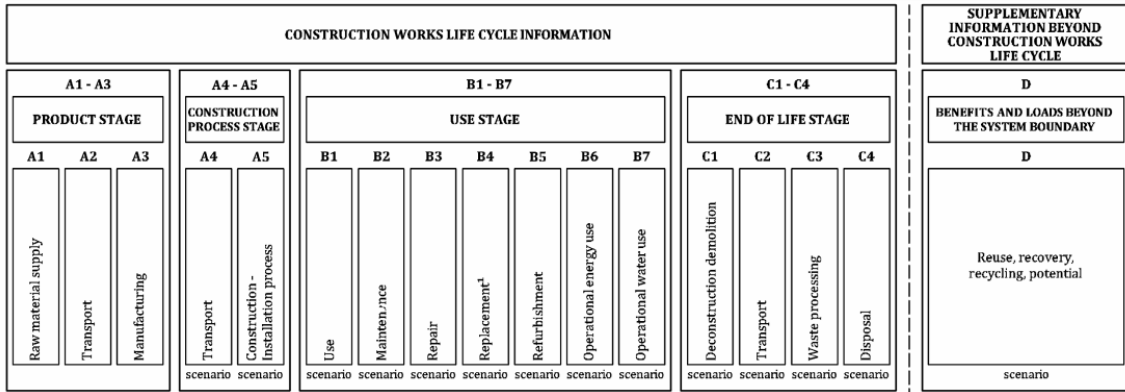 CONSTRUCTION WORKS LIFE CYCLE INFORMATION
SUPPLEMENTARY
INFORMATION BEYOND
CONSTRUCTION WORKS
LIFE CYCLE
A1 - A3
PRODUCT STAGE
A1
A2
A3
Raw material supply
Transport
Manufacturing
A4 - A5
CONSTRUCTION
PROCESS STAGE
A4
A5
Transport
Construction -
Installation process
scenario
scenario
B1 - B7
USE STAGE
B1
B2
B3
B4
B5
B6
B7
Use
Maintenance
Repair
Replacement¹
Refurbishment
Operational energy use
Operational water use
scenario
scenario
scenario
scenario
scenario
scenario
scenario
C1 - C4
END OF LIFE STAGE
C1
C2
C3
C4
Deconstruction demolition
Transport
Waste processing
Disposal
scenario
scenario
scenario
scenario
D
BENEFITS AND LOADS BEYOND
THE SYSTEM BOUNDARY
D
Reuse, recovery,
recycling, potential
scenario